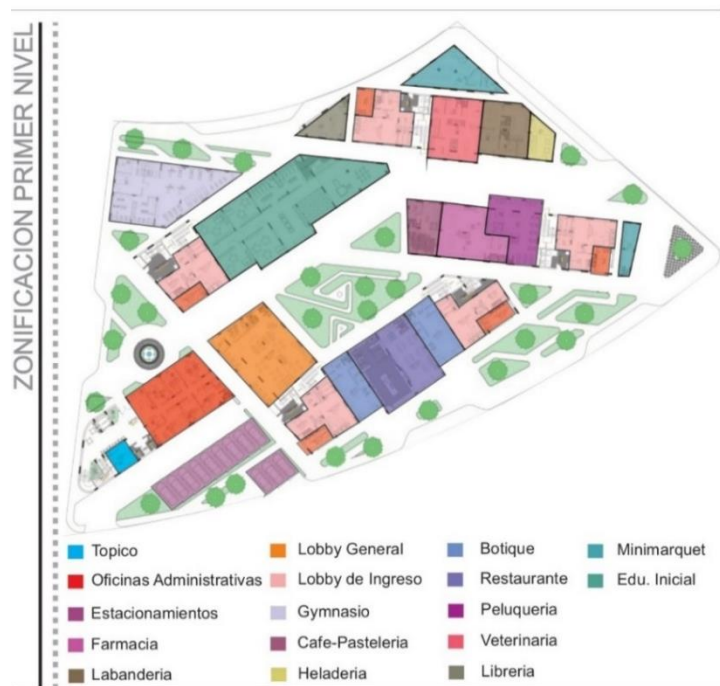 ZONIFICACION PRIMER NIVEL
Topico
Oficinas Administrativas
Estacionamientos
Farmacia
Labanderia
Lobby General
Lobby de Ingreso
Gymnasio
Cafe-Pasteleria
Heladeria
Botique
Restaurante
Peluqueria
Veterinaria
Libreria
Minimarquet
Edu. Inicial